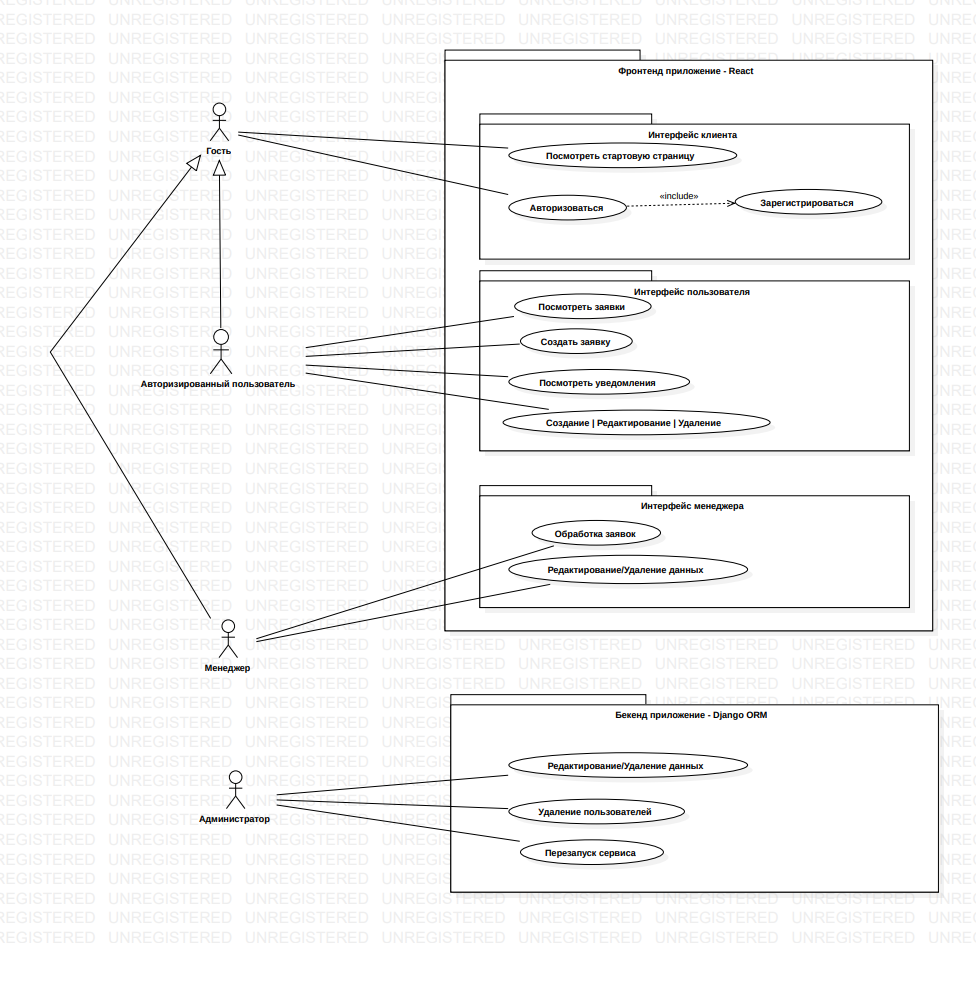 Фронтенд приложение - React
Интерфейс клиента
Гость
Посмотреть стартовую страницу
«include»
Авторизоваться
Зарегистрироваться
Интерфейс пользователя
Посмотреть заявки
Создать заявку
Авторизированный пользователь
Посмотреть уведомления
Создание | Редактирование | Удаление
Интерфейс менеджера
Обработка заявок
Редактирование/Удаление данных
Менеджер
Бекенд приложение - Django ORM
Редактирование/Удаление данных
Администратор
Удаление пользователей
Перезапуск сервиса
UNREGISTERED